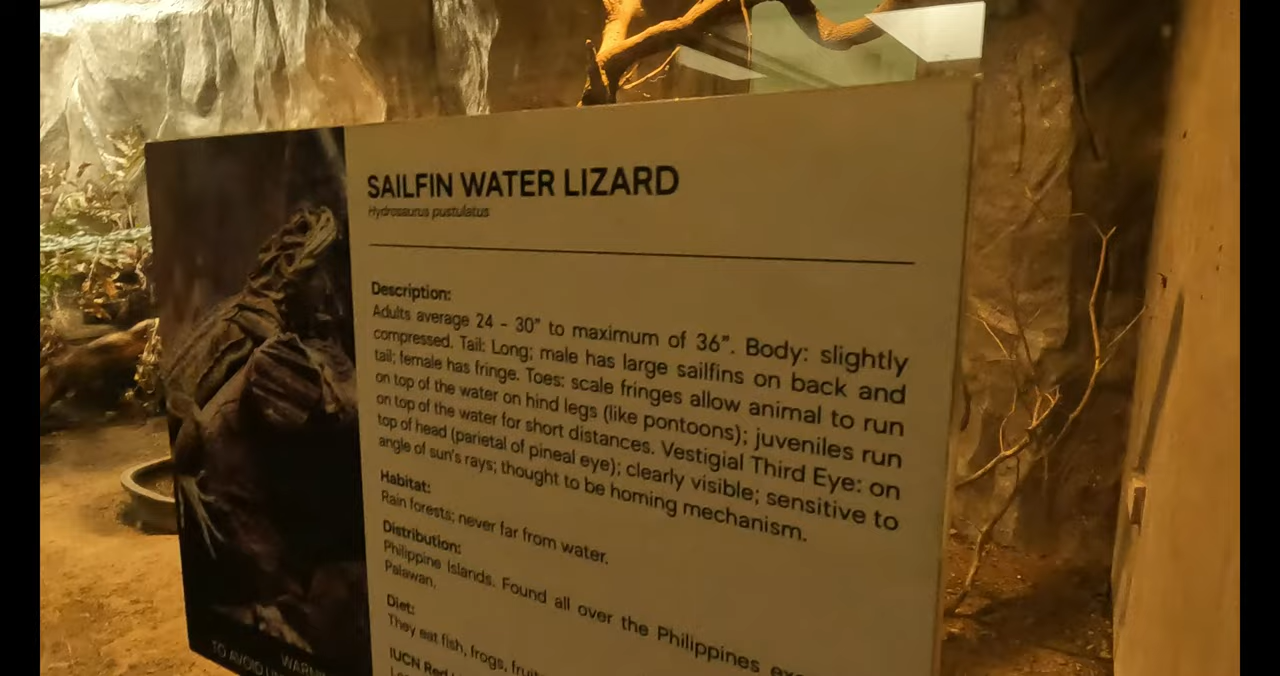 SAILFIN WATER LIZARD
Hydrosaurus pustulatus
Description:
Adults average 24 - 30" to maximum of 36". Body: slightly
compressed. Tail: Long; male has large sailfins on back and
tail; female has fringe. Toes: scale fringes allow animal to run
on top of the water on hind legs (like pontoons); juveniles run
on top of the water for short distances. Vestigial Third Eye: on
top of head (parietal of pineal eye); clearly visible; sensitive to
angle of sun's rays; thought to be homing mechanism.
Habitat:
Rain forests; never far from water.
Distribution:
Philippine Islands. Found all over the Philippines
Palawan.
Diet:
They eat fish, frogs,
IUCN Red
TO AVOID